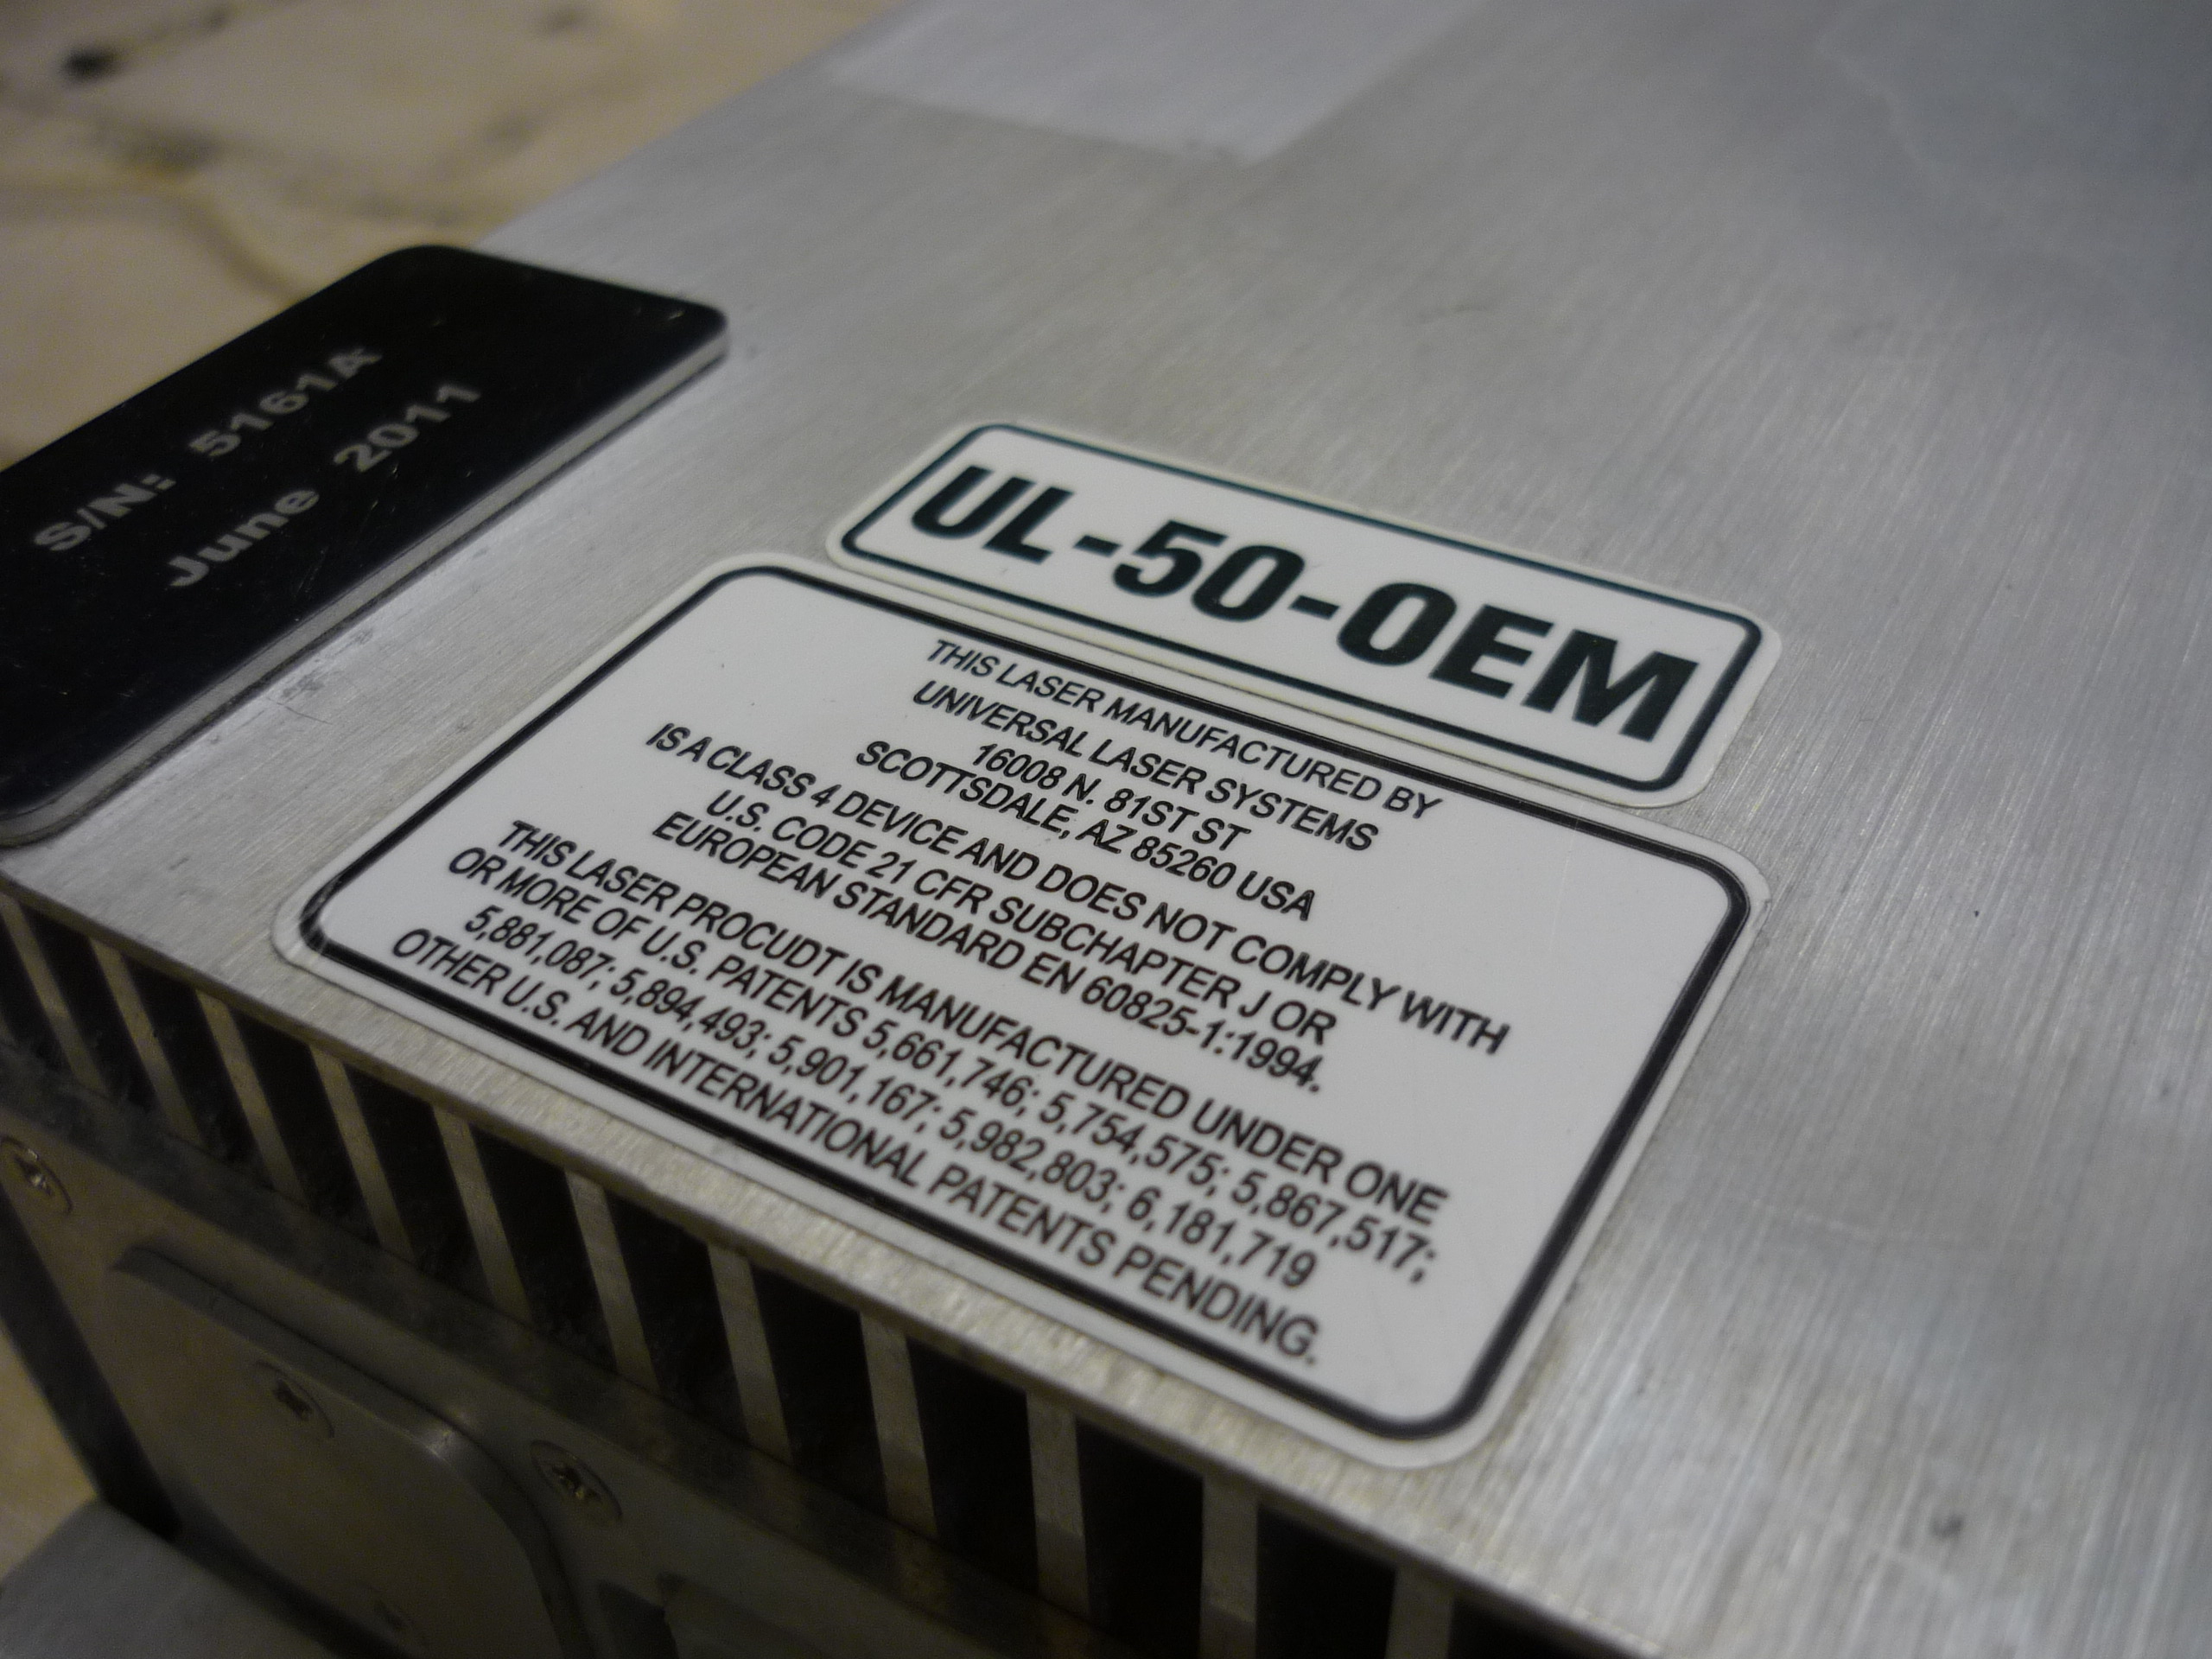 S/N: 5161A
June 2011
UL-50-OEM
THIS LASER MANUFACTURED BY
UNIVERSAL LASER SYSTEMS
16008 N. 81ST ST
SCOTTSDALE, AZ 85260 USA
IS A CLASS 4 DEVICE AND DOES NOT COMPLY WITH
U.S. CODE 21 CFR SUBCHAPTER J OR
EUROPEAN STANDARD EN 60825-1:1994.
THIS LASER PROCUDT IS MANUFACTURED UNDER ONE
OR MORE OF U.S. PATENTS 5,661,746; 5,754,575; 5,867,517;
5,881,087; 5,894,493; 5,901,167; 5,982,803; 6,181,719
OTHER U.S. AND INTERNATIONAL PATENTS PENDING.